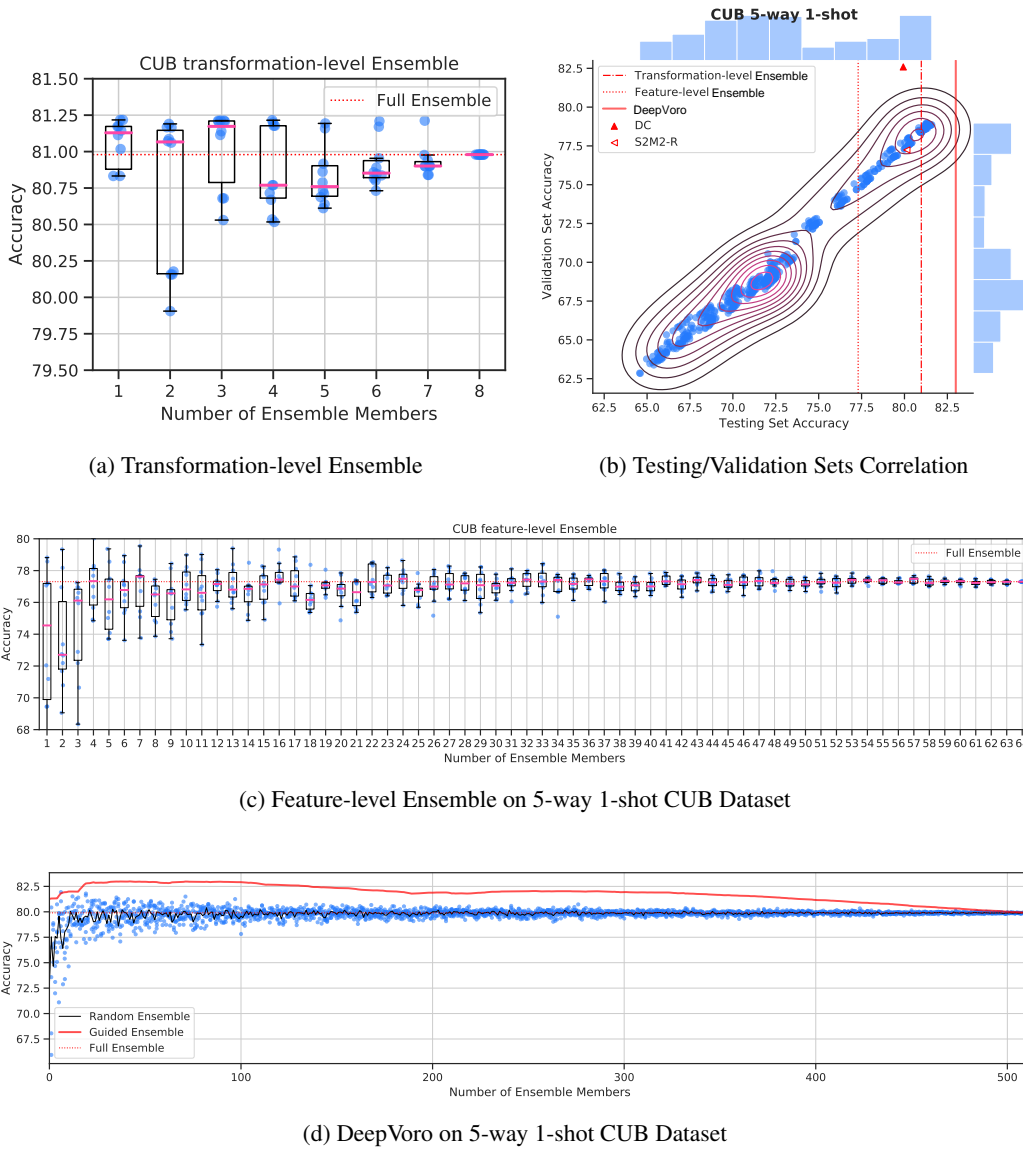 CUB transformation-level Ensemble
81.50
81.25
81.00
80.75
80.50
80.25
80.00
79.75
79.50
Accuracy
Full Ensemble
1 2 3 4 5 6 7 8
Number of Ensemble Members
(a) Transformation-level Ensemble
CUB 5-way 1-shot
82.5
80.0
77.5
75.0
72.5
70.0
67.5
65.0
62.5
Validation Set Accuracy
Transformation-level Ensemble
Feature-level Ensemble
DeepVoro
DC
S2M2-R
62.5 65.0 67.5 70.0 72.5 75.0 77.5 80.0 82.5
Testing Set Accuracy
(b) Testing/Validation Sets Correlation
CUB feature-level Ensemble
80
78
76
74
72
70
68
Accuracy
Full Ensemble
1 2 3 4 5 6 7 8 9 10 11 12 13 14 15 16 17 18 19 20 21 22 23 24 25 26 27 28 29 30 31 32 33 34 35 36 37 38 39 40 41 42 43 44 45 46 47 48 49 50 51 52 53 54 55 56 57 58 59 60 61 62 63
Number of Ensemble Members
(c) Feature-level Ensemble on 5-way 1-shot CUB Dataset
82.5
80.0
77.5
75.0
72.5
70.0
67.5
Accuracy
Random Ensemble
Guided Ensemble
Full Ensemble
0 100 200 300 400 500
Number of Ensemble Members
(d) DeepVoro on 5-way 1-shot CUB Dataset